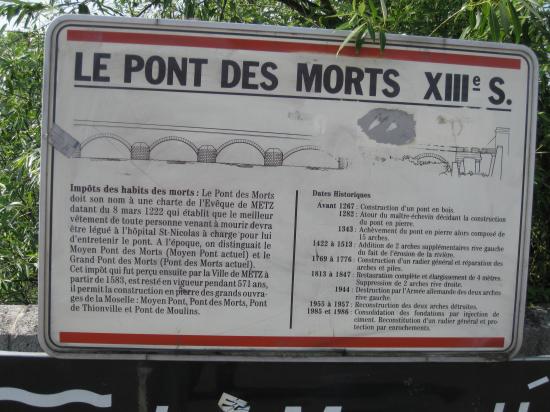 LE PONT DES MORTS XIIIe S.
Impôts des habits des morts : Le Pont des Morts
doit son nom à une charte de l'Evêque de METZ
datant du 8 mars 1222 qui établit que le meilleur
vêtement de toute personne venant à mourir devra
être légué à l'hôpital St-Nicolas à charge pour lui
d'entretenir le pont. A l'époque, on distinguait le
Moyen Pont des Morts (Moyen Pont actuel) et le
Grand Pont des Morts (Pont des Morts actuel).
Cet impôt qui fut perçu ensuite par la Ville de METZ à
partir de 1583, est resté en vigueur pendant 571 ans,
il permit la construction en pierre des grands ouvra-
ges de la Moselle : Moyen Pont, Pont des Morts, Pont
de Thionville et Pont de Moulins.
Dates Historiques
Avant 1267 : Construction d'un pont en bois.
1282 : Atour du maître-échevin décidant la construction
du pont en pierre.
1343 : Achèvement du pont en pierre alors composé de
15 arches.
1422 et 1513 : Addition de 2 arches supplémentaires rive gauche
du fait de l'érosion de la rivière.
1769 à 1776 : Construction d'un radier général et réparation des
arches et piles.
1813 à 1847 : Restauration complète et élargissement de 4 mètres.
Suppression de 2 arches rive droite.
1944 : Destruction par l'Armée allemande des deux arches
rive gauche.
1955 à 1957 : Reconstruction des deux arches détruites.
1985 et 1986 : Consolidation des fondations par injection de
ciment. Reconstitution d'un radier général et pro-
tection par enrochements.